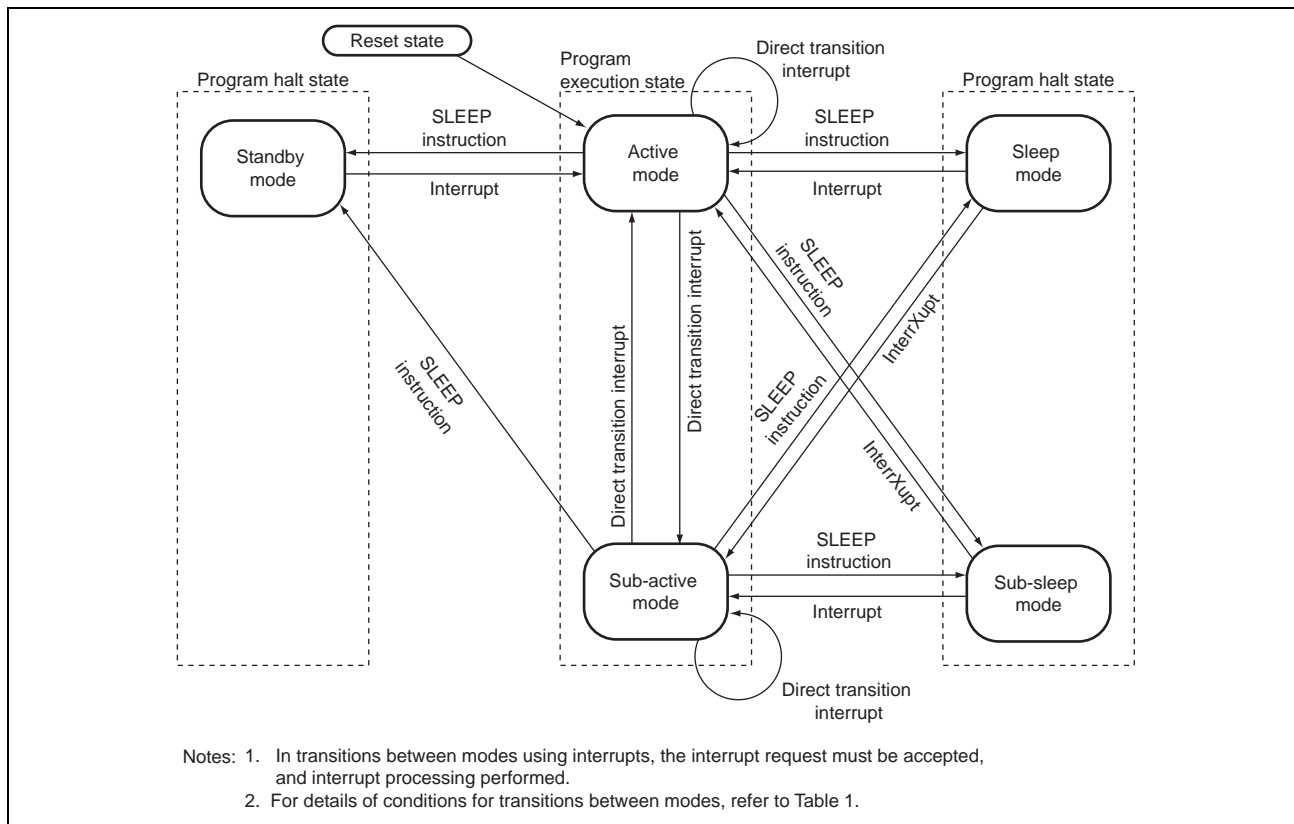 Reset state
Program halt state
Program
execution state
Direct transition
interrupt
Program halt state
Standby
mode
SLEEP
instruction
Interrupt
Active
mode
SLEEP
instruction
Interrupt
Sleep
mode
SLEEP
instruction
Direct transition interrupt
Direct transition interrupt
SLEEP
instruction
InterrXupt
SLEEP
instruction
InterrXupt
Sub-active
mode
SLEEP
instruction
Interrupt
Sub-sleep
mode
Direct transition
interrupt
Notes: 1. In transitions between modes using interrupts, the interrupt request must be accepted,
and interrupt processing performed.
2. For details of conditions for transitions between modes, refer to Table 1.